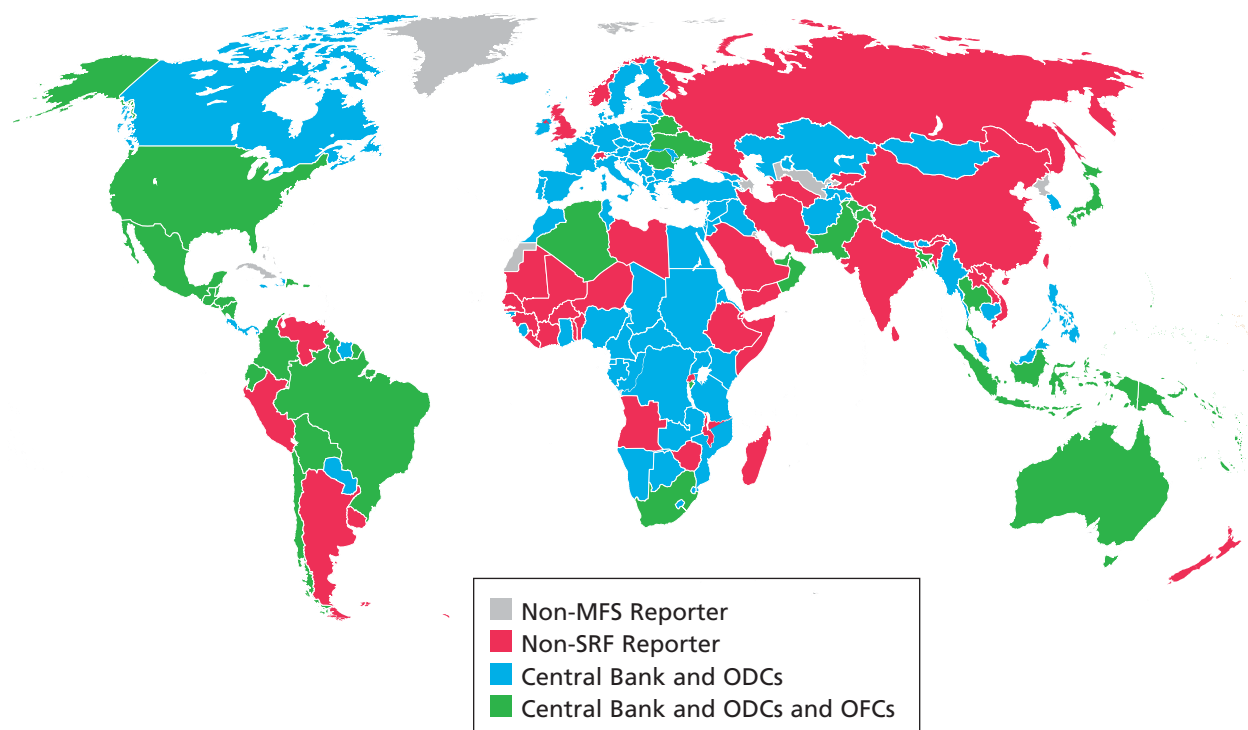 Non-MFS Reporter
Non-SRF Reporter
Central Bank and ODCs
Central Bank and ODCs and OFCs